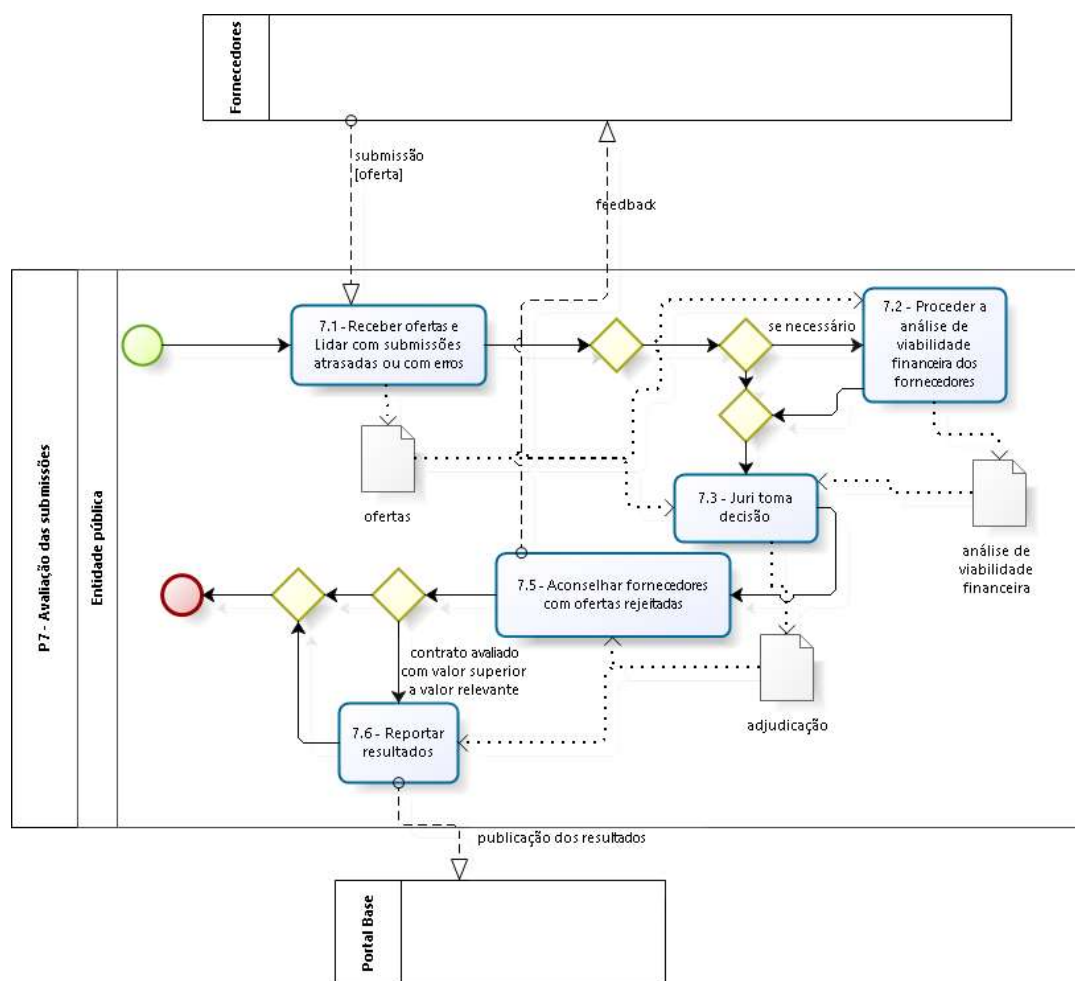 Fornecedores
submissão
[oferta]
feedback
P7 - Avaliação das submissões
Entidade pública
7.1 - Receber ofertas e
Lidar com submissões
atrasadas ou com erros
se necessário
7.2 - Proceder a
análise de
viabilidade
financeira dos
fornecedores
ofertas
7.3 - Juri toma
decisão
análise de
viabilidade
financeira
7.5 - Aconselhar fornecedores
com ofertas rejeitadas
contrato avaliado
com valor superior
a valor relevante
adjudicação
7.6 - Reportar
resultados
publicação dos resultados
Portal Base